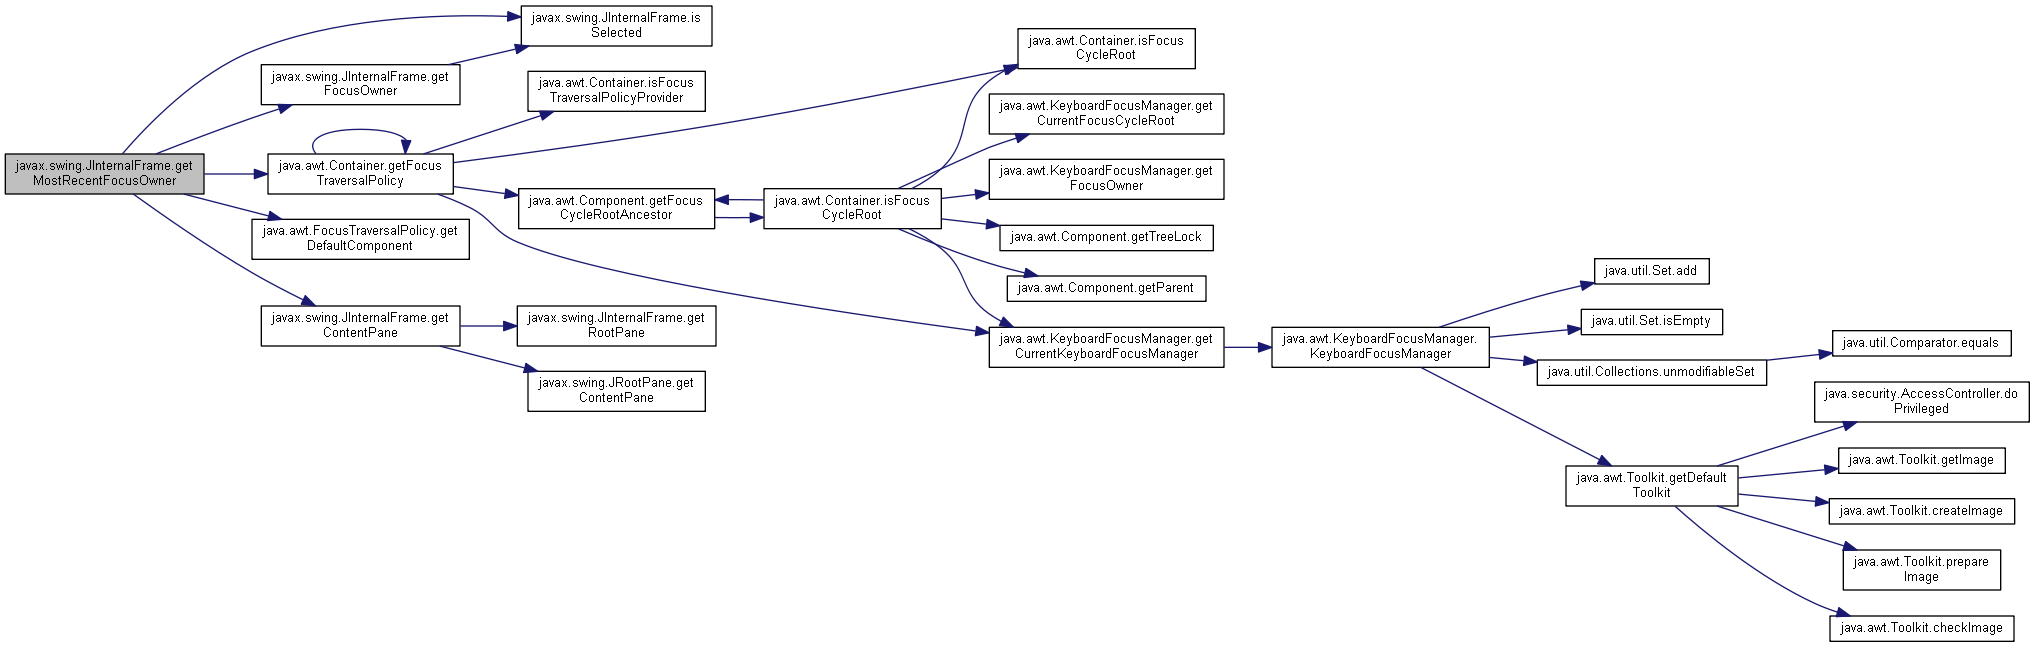 javax.swing.JInternalFrame.get
MostRecentFocusOwner
javax.swing.JInternalFrame.is
Selected
javax.swing.JInternalFrame.get
FocusOwner
java.awt.Container.isFocus
TraversalPolicyProvider
java.awt.Container.getFocus
TraversalPolicy
java.awt.Component.getFocus
CycleRootAncestor
java.awt.FocusTraversalPolicy.get
DefaultComponent
javax.swing.JInternalFrame.get
ContentPane
javax.swing.JInternalFrame.get
RootPane
javax.swing.JRootPane.get
ContentPane
java.awt.Container.isFocus
CycleRoot
java.awt.Container.isFocus
CycleRoot
java.awt.KeyboardFocusManager.get
CurrentFocusCycleRoot
java.awt.KeyboardFocusManager.get
FocusOwner
java.awt.Component.getTreeLock
java.awt.Component.getParent
java.awt.KeyboardFocusManager.get
CurrentKeyboardFocusManager
java.awt.KeyboardFocusManager.
KeyboardFocusManager
java.util.Set.add
java.util.Set.isEmpty
java.util.Collections.unmodifiableSet
java.util.Comparator.equals
java.awt.Toolkit.getDefault
Toolkit
java.security.AccessController.do
Privileged
java.awt.Toolkit.getImage
java.awt.Toolkit.createImage
java.awt.Toolkit.prepare
Image
java.awt.Toolkit.checkImage